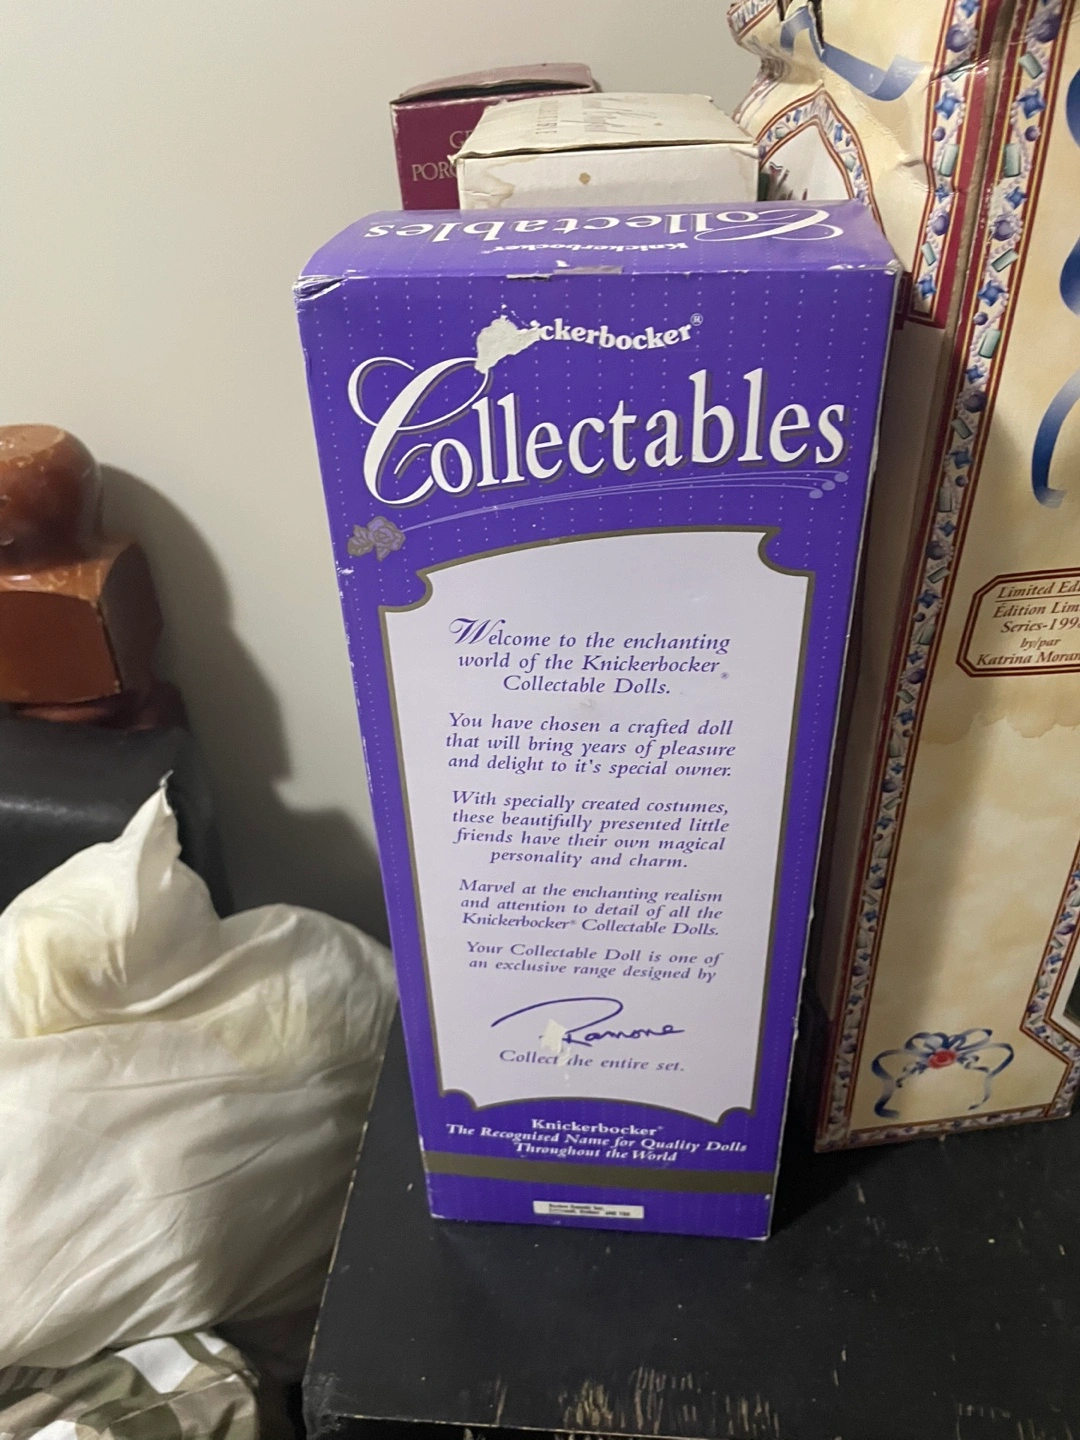 GE
PORC
Collectables
Knickerbocker
ickerbocker®
Collectables
Welcome to the enchanting
world of the Knickerbocker®
Collectable Dolls.
You have chosen a crafted doll
that will bring years of pleasure
and delight to it's special owner.
With specially created costumes,
these beautifully presented little
friends have their own magical
personality and charm.
Marvel at the enchanting realism
and attention to detail of all the
Knickerbocker® Collectable Dolls.
Your Collectable Doll is one of
an exclusive range designed by
Ramone
Collect the entire set.
Knickerbocker®
The Recognised Name for Quality Dolls
Throughout the World
Limited Edi
Édition Lim
Series-199
by/par
Katrina Moran